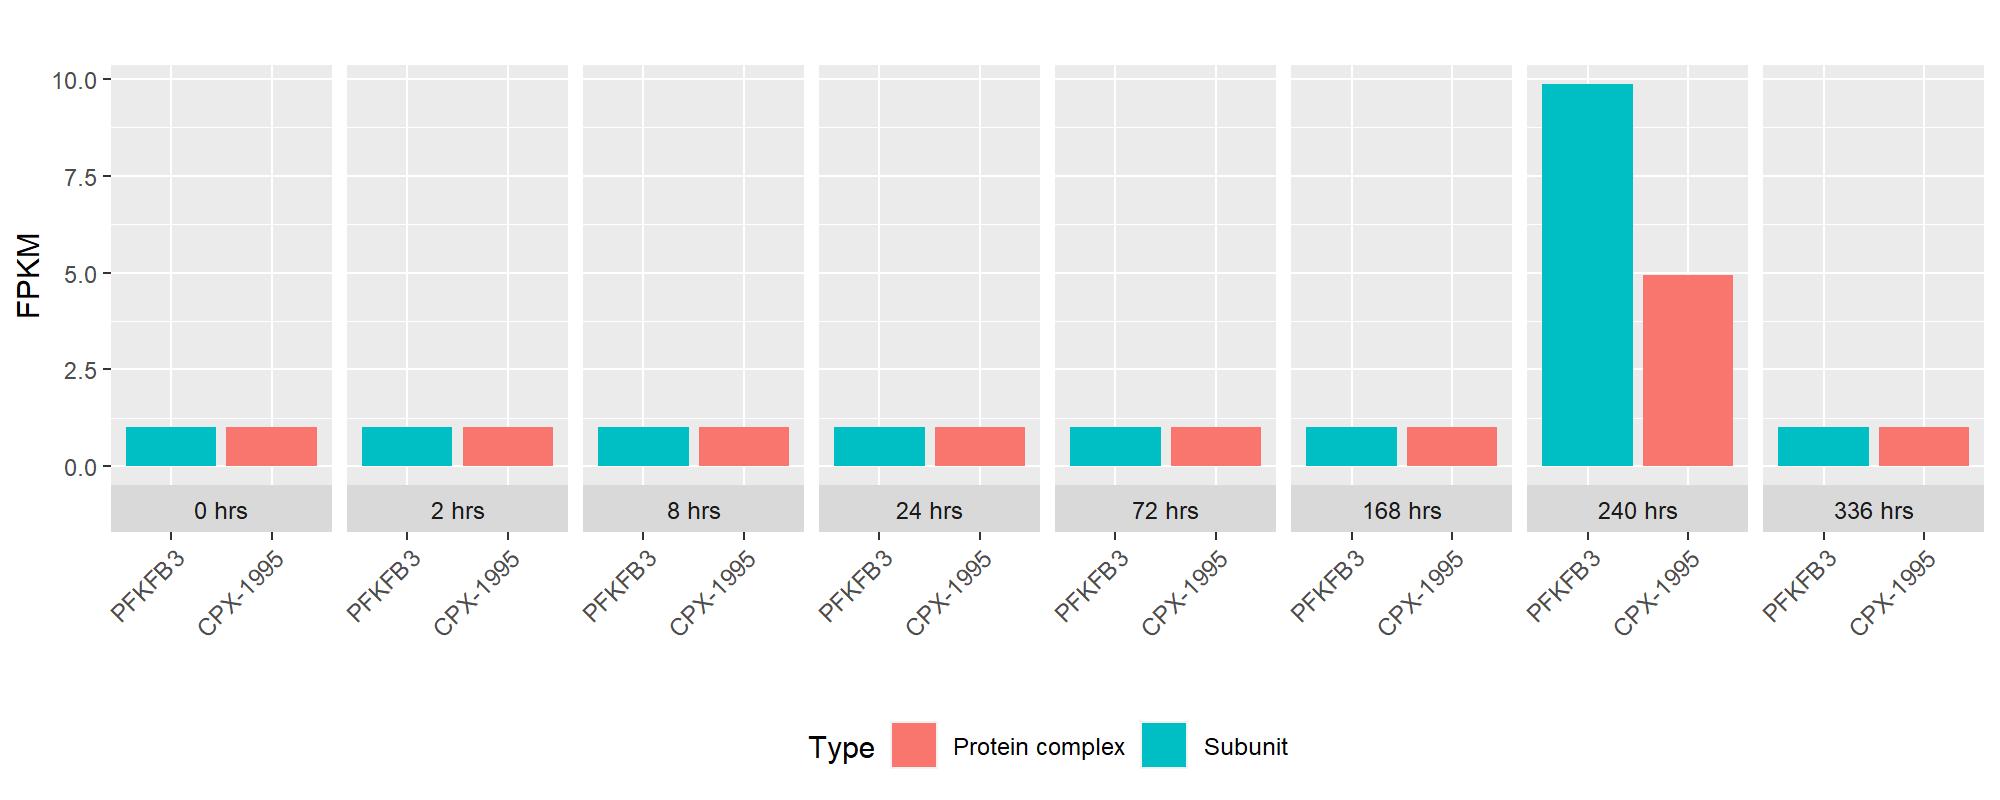 FPKM
10.0
7.5
5.0
2.5
0.0
0 hrs 2 hrs 8 hrs 24 hrs 72 hrs 168 hrs 240 hrs 336 hrs
PFKFB3 CPX-1995 PFKFB3 CPX-1995 PFKFB3 CPX-1995 PFKFB3 CPX-1995 PFKFB3 CPX-1995 PFKFB3 CPX-1995 PFKFB3 CPX-1995 PFKFB3 CPX-1995
Type Protein complex Subunit